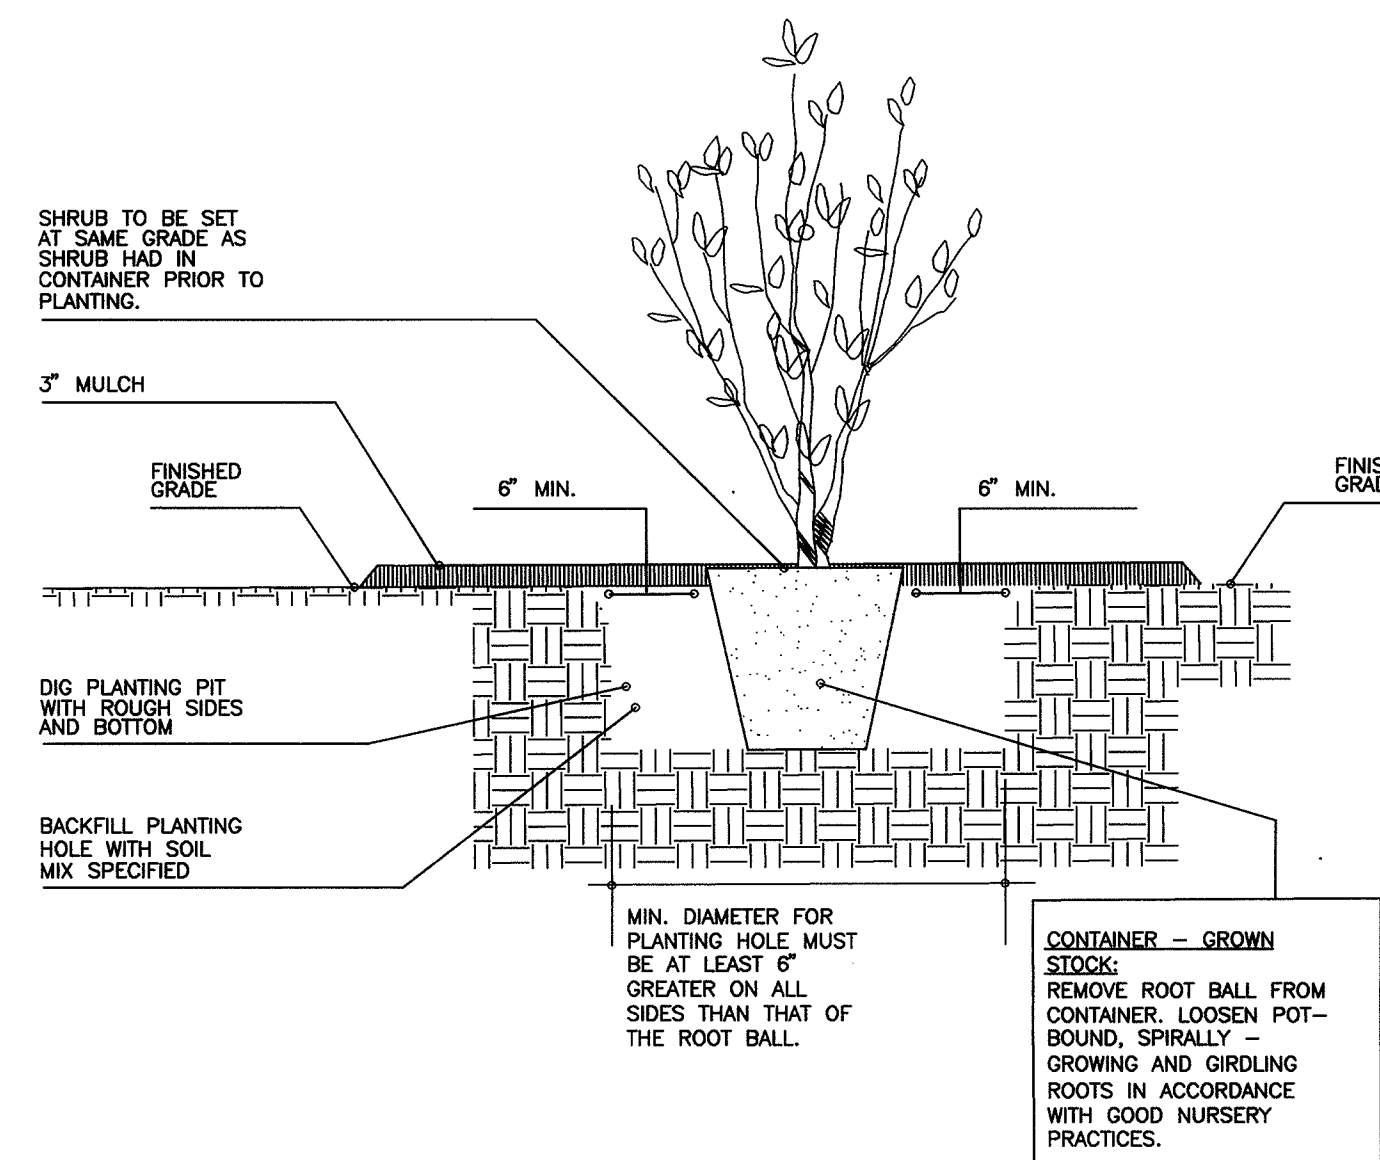 SHRUB TO BE SET
AT SAME GRADE AS
SHRUB HAD IN
CONTAINER PRIOR TO
PLANTING.
3" MULCH
FINISHED
GRADE
6" MIN.
6" MIN.
FINIS
GRAD
DIG PLANTING PIT
WITH ROUGH SIDES
AND BOTTOM
BACKFILL PLANTING
HOLE WITH SOIL
MIX SPECIFIED
MIN. DIAMETER FOR
PLANTING HOLE MUST
BE AT LEAST 6"
GREATER ON ALL
SIDES THAN THAT OF
THE ROOT BALL.
CONTAINER – GROWN
STOCK:
REMOVE ROOT BALL FROM
CONTAINER. LOOSEN POT–
BOUND, SPIRALLY –
GROWING AND GIRDLING
ROOTS IN ACCORDANCE
WITH GOOD NURSERY
PRACTICES.